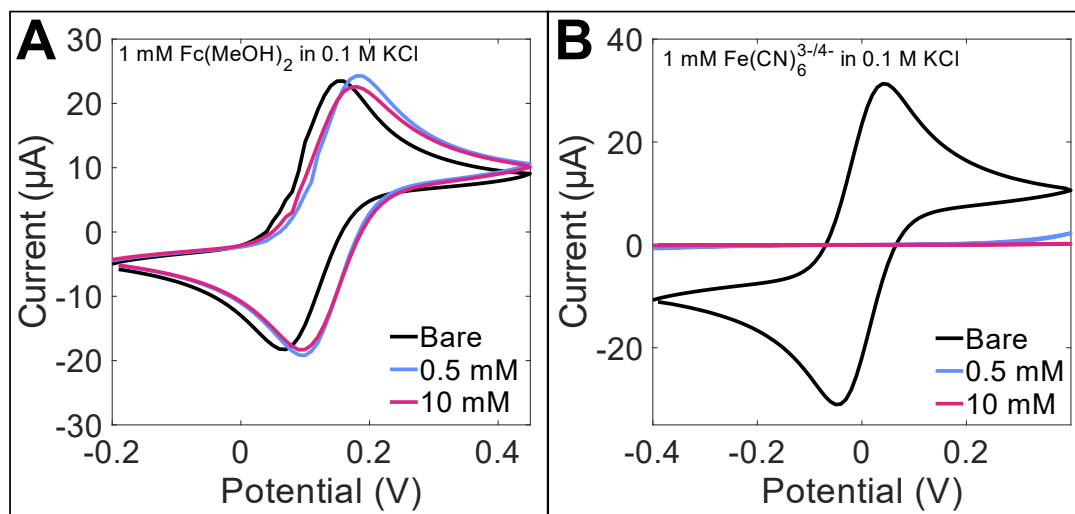 A
1 mM Fc(MeOH)₂ in 0.1 M KCl
30
20
10
0
-10
-20
-30
Current (µA)
-0.2
0
0.2
0.4
Potential (V)
Bare
0.5 mM
10 mM
B
1 mM Fe(CN)₆³⁻/⁴⁻ in 0.1 M KCl
40
20
0
-20
Current (µA)
-0.4
-0.2
0
0.2
Potential (V)
Bare
0.5 mM
10 mM